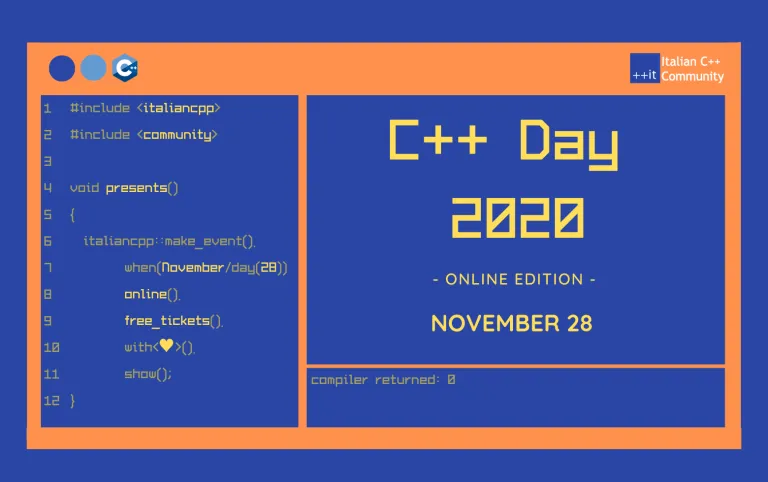 C++
++it
Italian C++
Community
1 #include <italiancpp>
2 #include <community>
3
4 void presents()
5 {
6 italiancpp::make_event().
7 when(November/day(28))
8 online().
9 free_tickets().
10 with<♥>().
11 show();
12 }
C++ Day
2020
- ONLINE EDITION -
NOVEMBER 28
compiler returned: 0